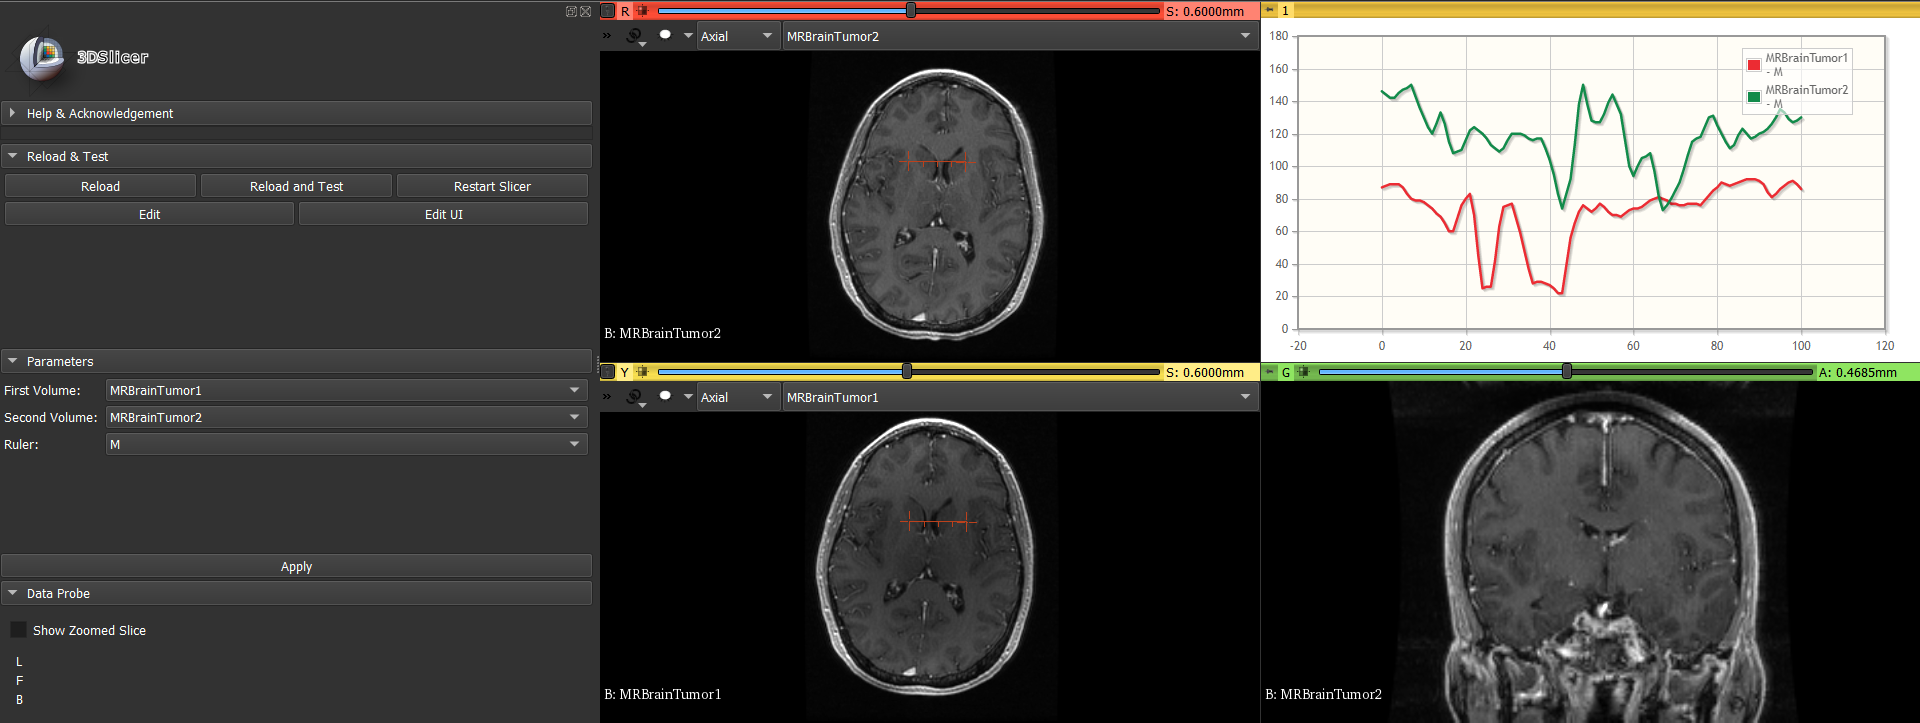 3DSlicer
Help & Acknowledgement
Reload & Test
Reload
Reload and Test
Restart Slicer
Edit
Edit UI
Parameters
First Volume:
MRBrainTumor1
Second Volume:
MRBrainTumor2
Ruler:
M
Apply
Data Probe
Show Zoomed Slice
L
F
B
R
S: 0.6000mm
»
Axial
MRBrainTumor2
B: MRBrainTumor2
Y
S: 0.6000mm
»
Axial
MRBrainTumor1
B: MRBrainTumor1
1
180
160
140
120
100
80
60
40
20
0
-20
0
20
40
60
80
100
120
MRBrainTumor1
- M
MRBrainTumor2
- M
G
A: 0.4685mm
B: MRBrainTumor2